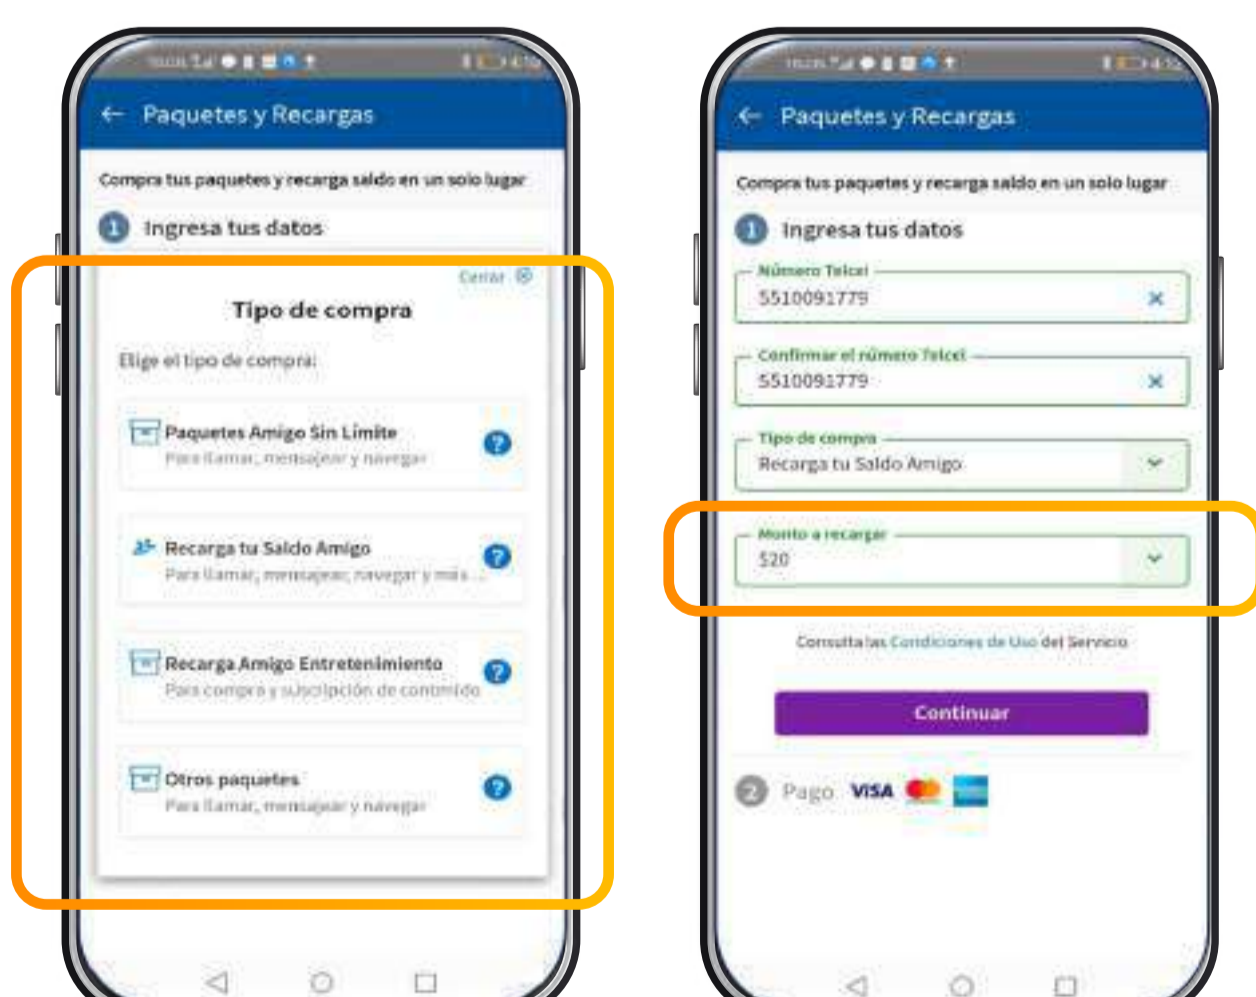 Paquetes y Recargas
Compra tus paquetes y recarga saldo en un solo lugar
1 Ingresa tus datos
Cerrar
Tipo de compra
Elige el tipo de compra:
Paquetes Amigo Sin Límite
Para llamar, mensajear y navegar
Recarga tu Saldo Amigo
Para llamar, mensajear, navegar y más ...
Recarga Amigo Entretenimiento
Para compra y suscripción de contenido
Otros paquetes
Para llamar, mensajear y navegar
Paquetes y Recargas
Compra tus paquetes y recarga saldo en un solo lugar
1 Ingresa tus datos
Número Telcel
5510091779
Confirmar el número Telcel
5510091779
Tipo de compra
Recarga tu Saldo Amigo
Monto a recargar
$20
Consulta las Condiciones de Uso del Servicio
Continuar
2 Pago VISA